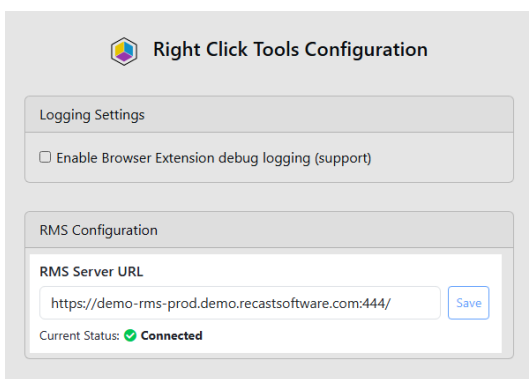 Right Click Tools Configuration
Logging Settings
Enable Browser Extension debug logging (support)
RMS Configuration
RMS Server URL
https://demo-rms-prod.demo.recastsoftware.com:444/
Save
Current Status: Connected